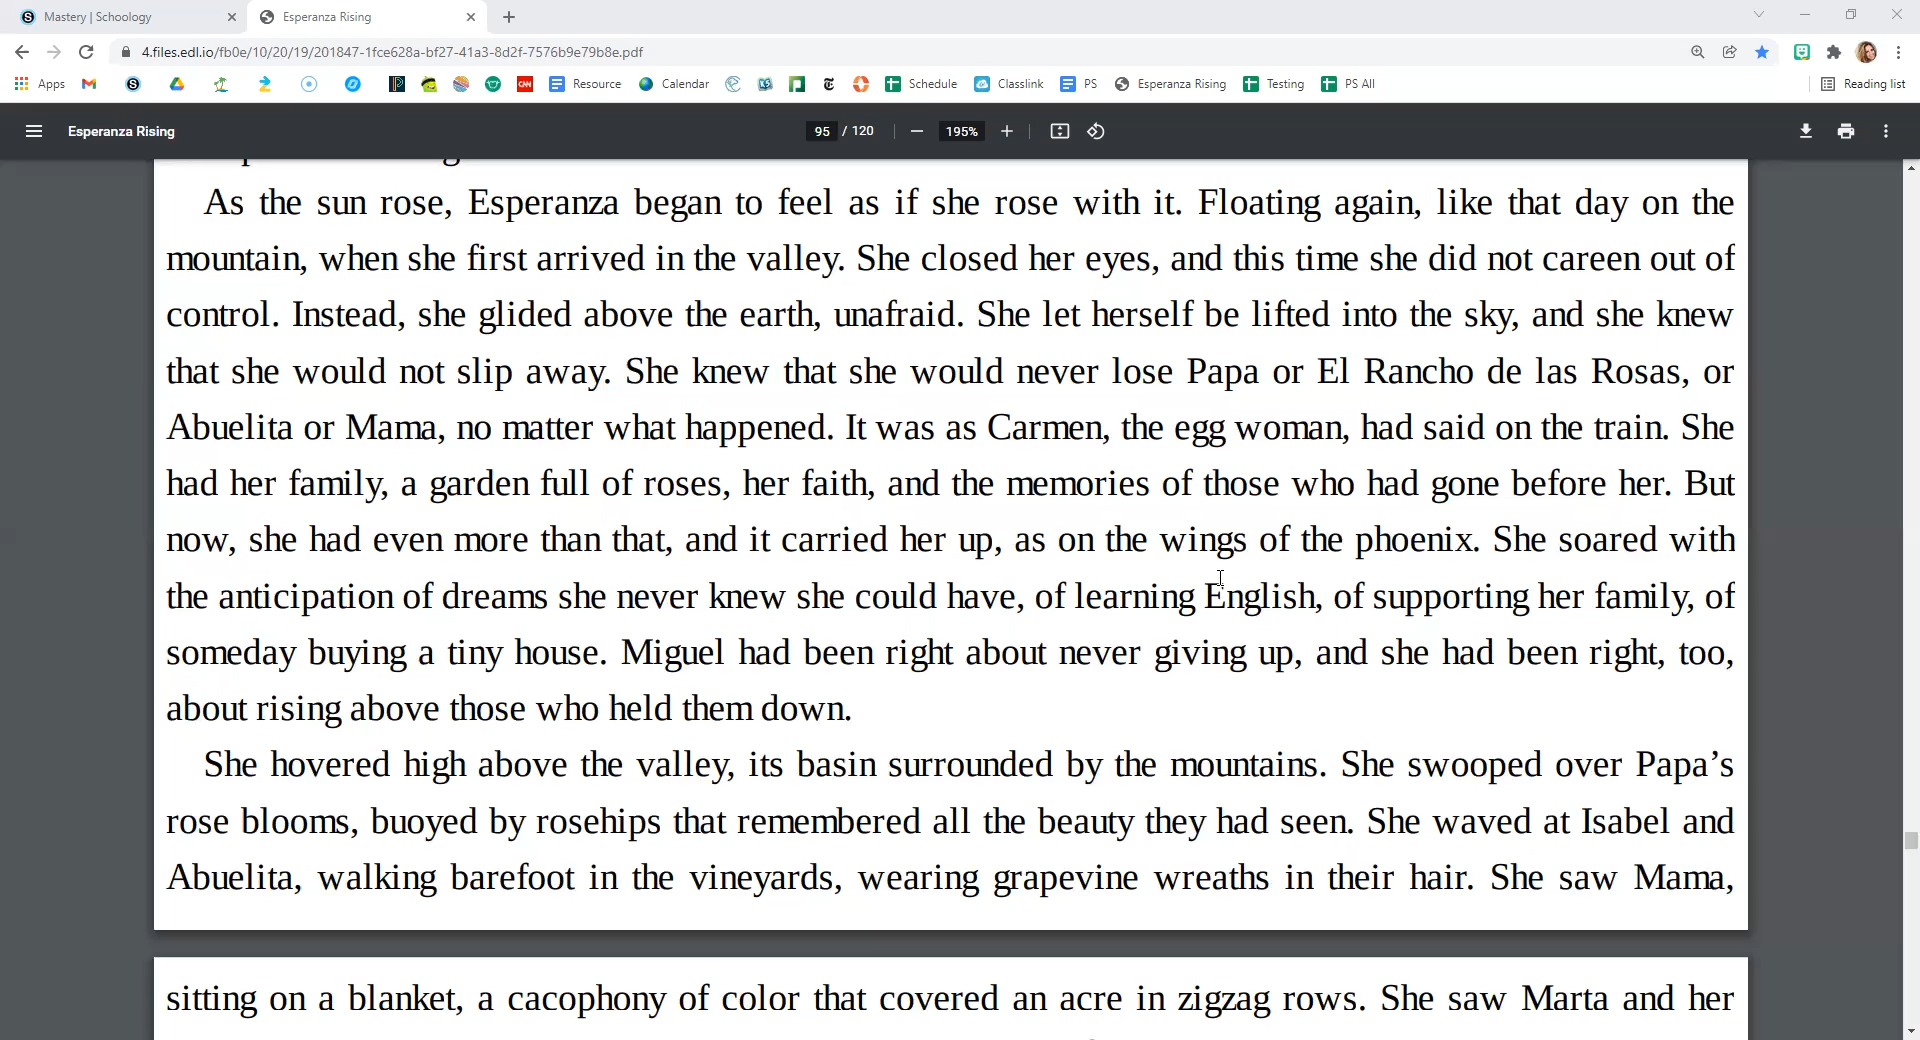 Mastery | Schoology
Esperanza Rising
4.files.edl.io/fb0e/10/20/19/201847-1fce628a-bf27-41a3-8d2f-7576b9e79b8e.pdf
Apps CNN Resource Calendar Schedule Classlink PS Esperanza Rising Testing PS All Reading list
Esperanza Rising 95 / 120 195%
As the sun rose, Esperanza began to feel as if she rose with it. Floating again, like that day on the
mountain, when she first arrived in the valley. She closed her eyes, and this time she did not careen out of
control. Instead, she glided above the earth, unafraid. She let herself be lifted into the sky, and she knew
that she would not slip away. She knew that she would never lose Papa or El Rancho de las Rosas, or
Abuelita or Mama, no matter what happened. It was as Carmen, the egg woman, had said on the train. She
had her family, a garden full of roses, her faith, and the memories of those who had gone before her. But
now, she had even more than that, and it carried her up, as on the wings of the phoenix. She soared with
the anticipation of dreams she never knew she could have, of learning English, of supporting her family, of
someday buying a tiny house. Miguel had been right about never giving up, and she had been right, too,
about rising above those who held them down.
She hovered high above the valley, its basin surrounded by the mountains. She swooped over Papa’s
rose blooms, buoyed by rosehips that remembered all the beauty they had seen. She waved at Isabel and
Abuelita, walking barefoot in the vineyards, wearing grapevine wreaths in their hair. She saw Mama,
sitting on a blanket, a cacophony of color that covered an acre in zigzag rows. She saw Marta and her